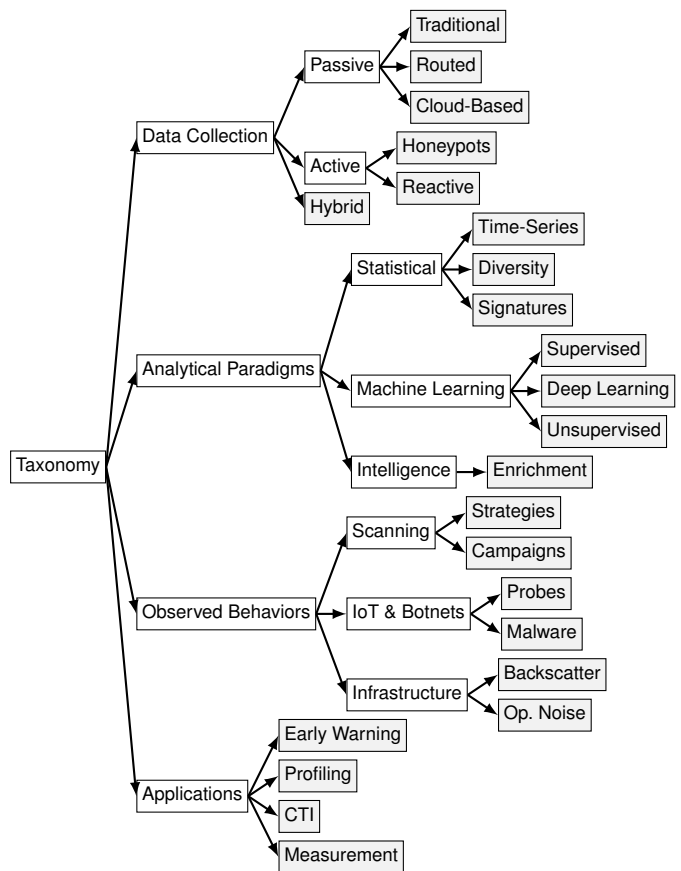 Taxonomy
Data Collection
Passive
Traditional
Routed
Cloud-Based
Active
Honeypots
Reactive
Hybrid
Analytical Paradigms
Statistical
Time-Series
Diversity
Signatures
Machine Learning
Supervised
Deep Learning
Unsupervised
Intelligence
Enrichment
Observed Behaviors
Scanning
Strategies
Campaigns
IoT & Botnets
Probes
Malware
Infrastructure
Backscatter
Op. Noise
Applications
Early Warning
Profiling
CTI
Measurement